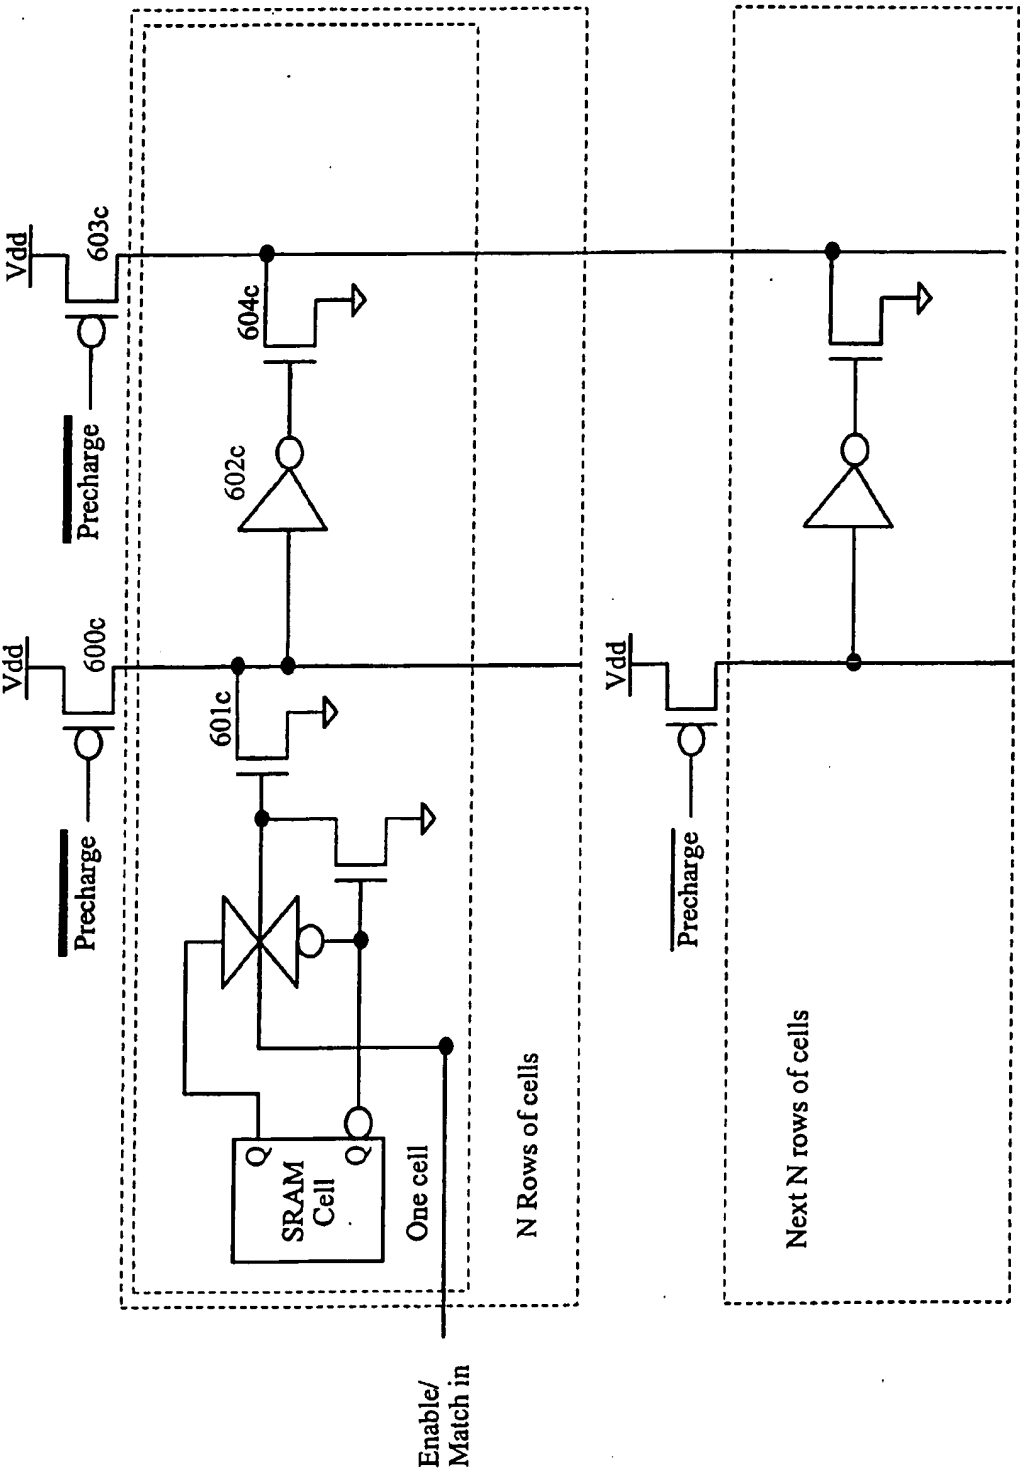 Vdd
603c
Precharge
604c
602c
Vdd
600c
Precharge
601c
Q
Q
SRAM
Cell
One cell
N Rows of cells
Enable/
Match in
Vdd
Precharge
Next N rows of cells